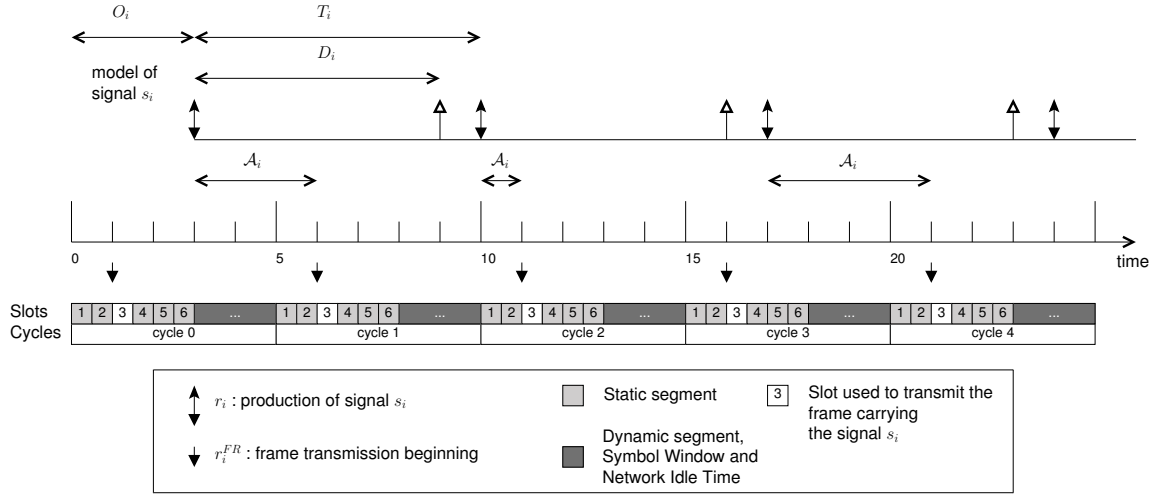 O_i T_i
D_i
model of
signal s_i
A_i A_i A_i
0 5 10 15 20 time
Slots 1 2 3 4 5 6 ... 1 2 3 4 5 6 ... 1 2 3 4 5 6 ... 1 2 3 4 5 6 ... 1 2 3 4 5 6 ...
Cycles cycle 0 cycle 1 cycle 2 cycle 3 cycle 4
r_i : production of signal s_i
r_i^{FR} : frame transmission beginning
Static segment
Dynamic segment,
Symbol Window and
Network Idle Time
3 Slot used to transmit the
frame carrying
the signal s_i